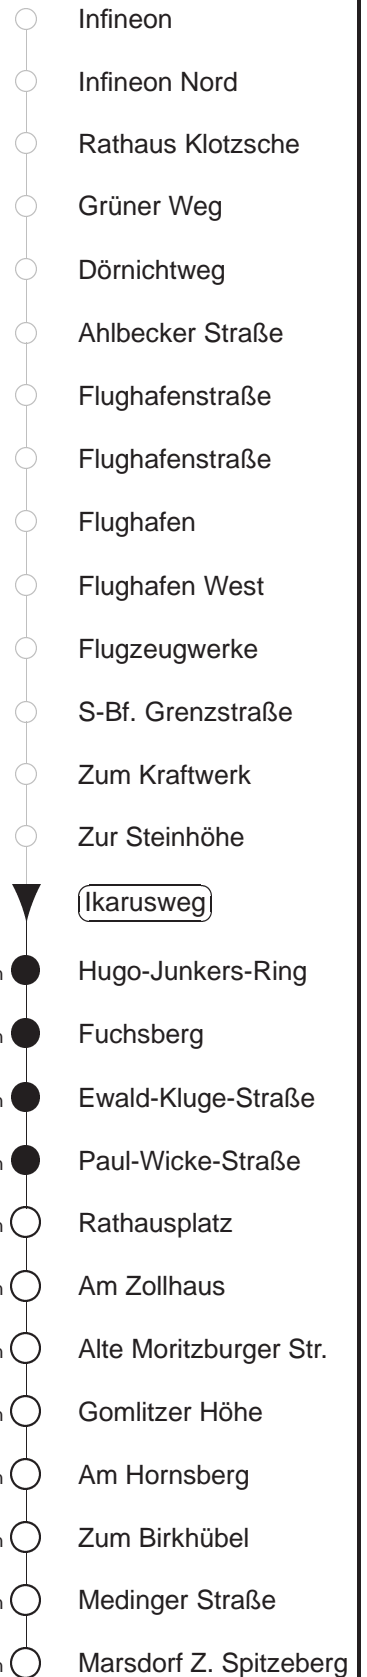 Infineon
Infineon Nord
Rathaus Klotzsche
Grüner Weg
Dörnichtweg
Ahlbecker Straße
Flughafenstraße
Flughafenstraße
Flughafen
Flughafen West
Flugzeugwerke
S-Bf. Grenzstraße
Zum Kraftwerk
Zur Steinhöhe
Ikarusweg
Hugo-Junkers-Ring
Fuchsberg
Ewald-Kluge-Straße
Paul-Wicke-Straße
Rathausplatz
Am Zollhaus
Alte Moritzburger Str.
Gomlitzer Höhe
Am Hornsberg
Zum Birkhübel
Medinger Straße
Marsdorf Z. Spitzeberg